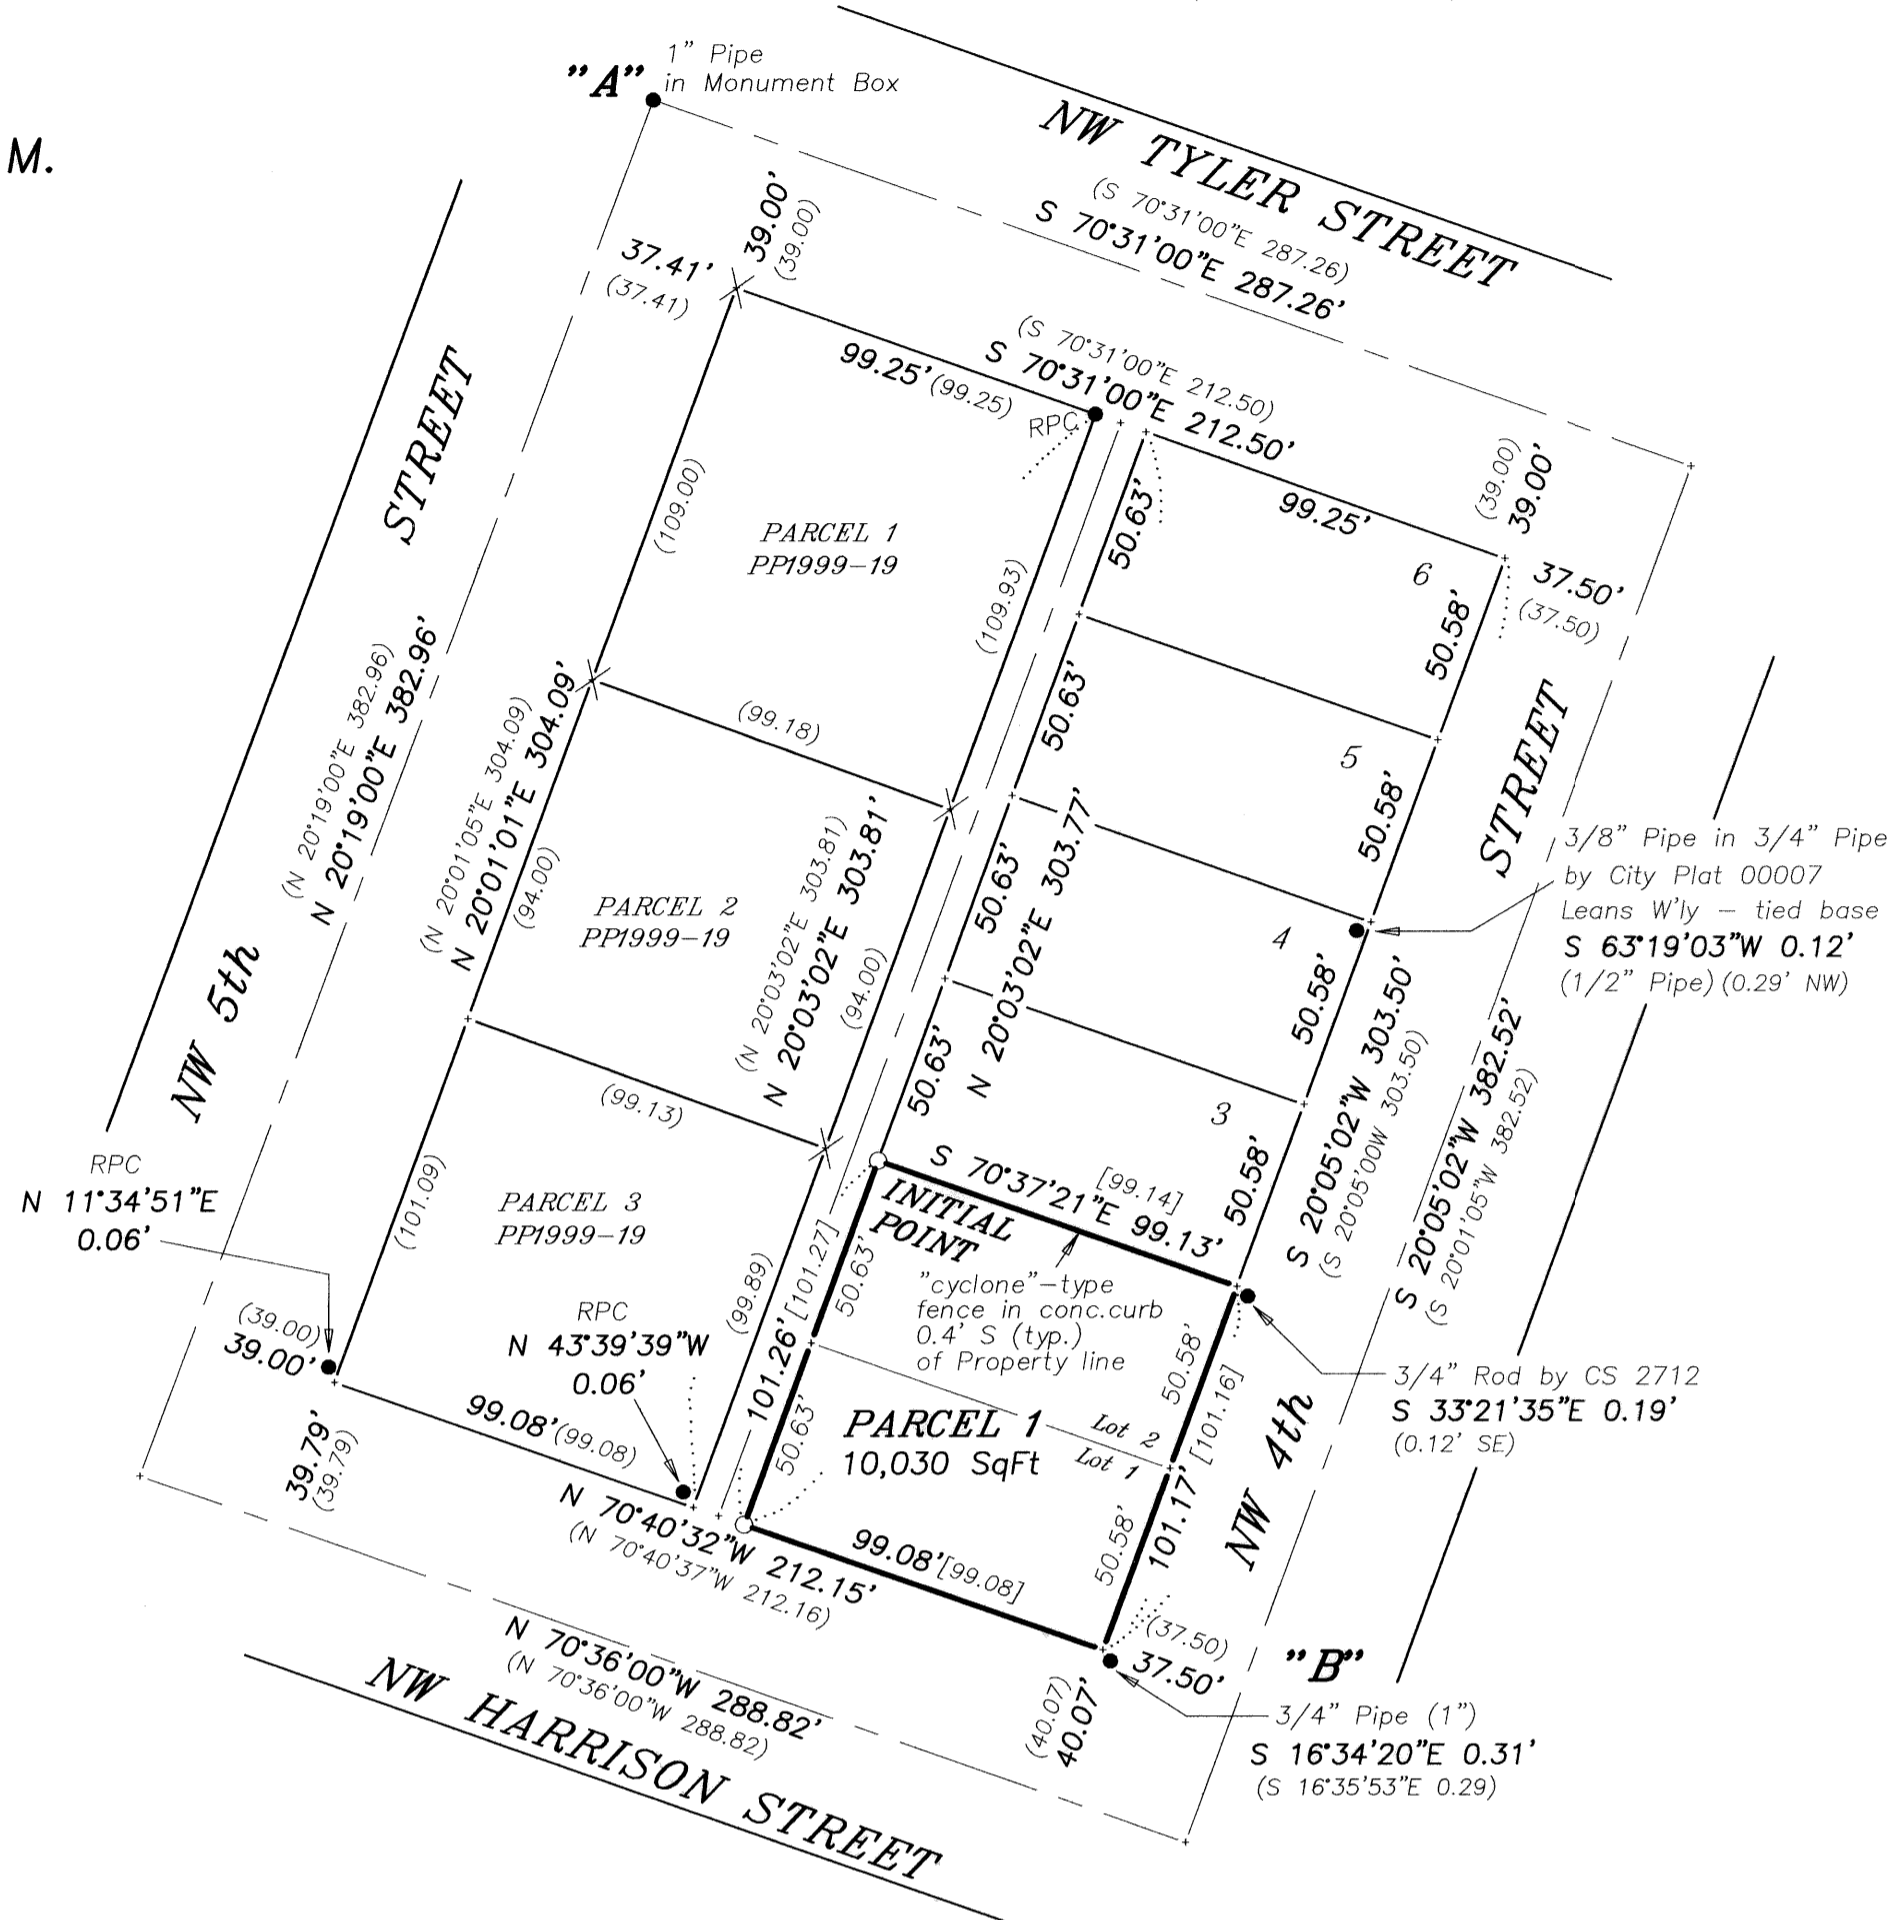 M.
"A"
1" Pipe
in Monument Box
NW TYLER STREET
(S 70°31'00"E 287.26)
S 70°31'00"E 287.26'
39.00'
(39.00)
37.41'
(37.41)
(S 70°31'00"E 212.50)
S 70°31'00"E 212.50'
99.25'(99.25)
RPC
99.25'
(39.00)
39.00'
37.50'
(37.50)
STREET
(109.00)
PARCEL 1
PP1999-19
(109.93)
50.63'
6
50.58'
50.63'
5
50.58'
(99.18)
(N 20°19'00"E 382.96)
N 20°19'00"E 382.96'
(N 20°01'05"E 304.09)
N 20°01'01"E 304.09'
(94.00)
PARCEL 2
PP1999-19
(N 20°03'02"E 303.81)
N 20°03'02"E 303.81'
(94.00)
50.63'
N 20°03'02"E 303.77'
4
50.58'
STREET
3/8" Pipe in 3/4" Pipe
by City Plat 00007
Leans W'ly - tied base
S 63°19'03"W 0.12'
(1/2" Pipe)(0.29' NW)
NW 5th
(99.13)
50.63'
3
50.58'
S 20°05'02"W 303.50'
(S 20°05'00W 303.50)
S 20°05'02"W 382.52'
(S 20°01'05"W 382.52)
RPC
N 11°34'51"E
0.06'
(101.09)
PARCEL 3
PP1999-19
(99.89)
S 70°37'21"E 99.13'
[99.14]
INITIAL
POINT
"cyclone"-type
fence in conc.curb
0.4' S (typ.)
of Property line
101.26' [101.27]
50.63'
50.58'
[101.16]
(39.00)
39.00'
RPC
N 43°39'39"W
0.06'
3/4" Rod by CS 2712
S 33°21'35"E 0.19'
(0.12' SE)
99.08'(99.08)
39.79'
(39.79)
50.63'
PARCEL 1
10,030 SqFt
Lot 2
Lot 1
50.58'
101.17'
NW 4th
N 70°40'32"W 212.15'
(N 70°40'37"W 212.16)
99.08'[99.08]
(37.50)
37.50'
"B"
(40.07)
40.07'
3/4" Pipe (1")
S 16°34'20"E 0.31'
(S 16°35'53"E 0.29)
N 70°36'00"W 288.82'
(N 70°36'00"W 288.82)
NW HARRISON STREET